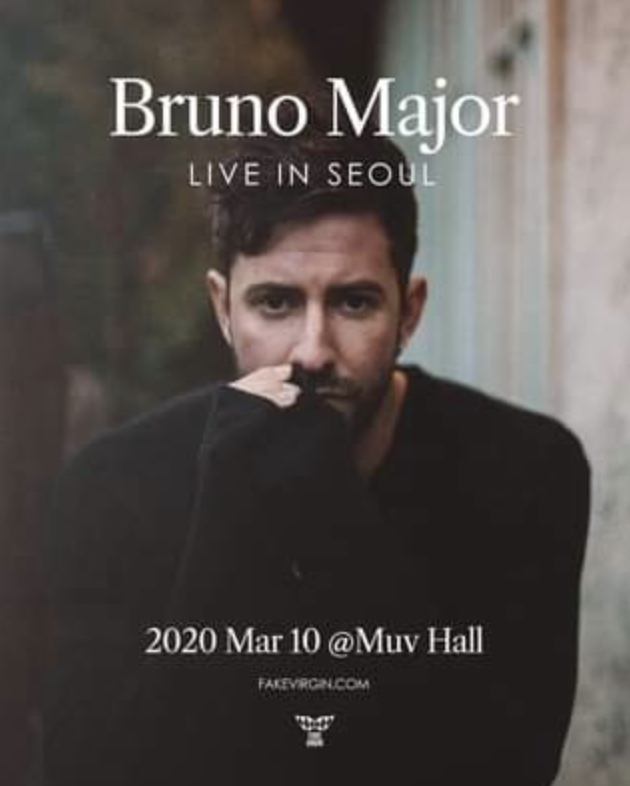 Bruno Major
LIVE IN SEOUL
2020 Mar 10 @Muv Hall
FAKEVIRGIN.COM